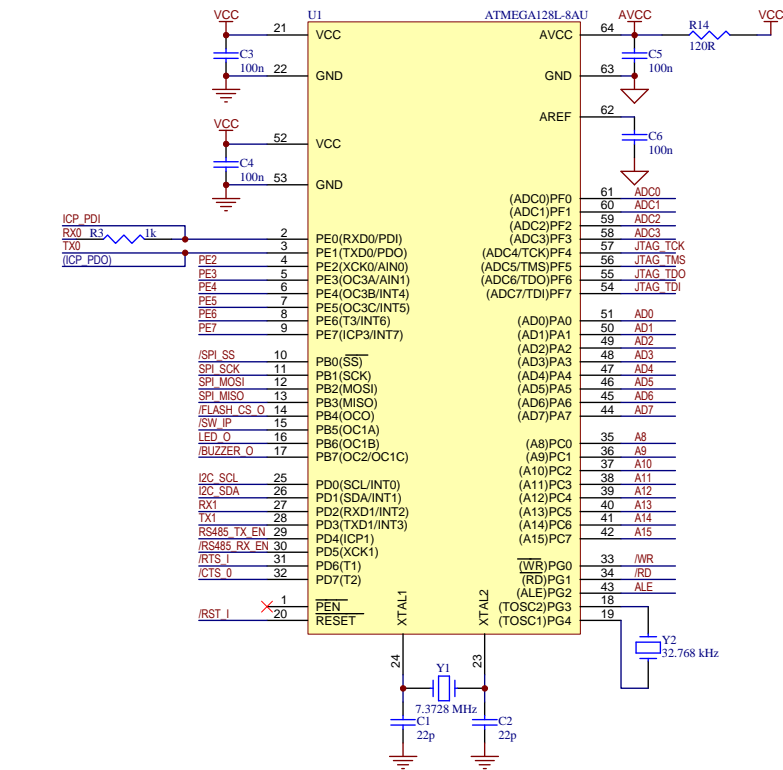 VCC
U1
ATMEGA128L-8AU
AVCC
VCC
21 VCC
AVCC 64
R14
120R
C3
100n
22 GND
GND 63
C5
100n
AREF 62
VCC
52 VCC
C6
100n
C4
100n
53 GND
(ADC0)PF0 61 ADC0
(ADC1)PF1 60 ADC1
(ADC2)PF2 59 ADC2
(ADC3)PF3 58 ADC3
(ADC4/TCK)PF4 57 JTAG_TCK
(ADC5/TMS)PF5 56 JTAG_TMS
(ADC6/TDO)PF6 55 JTAG_TDO
(ADC7/TDI)PF7 54 JTAG_TDI
ICP_PDI
RX0 R3 1k 2 PE0(RXD0/PDI)
TX0 3 PE1(TXD0/PDO)
(ICP_PDO)
PE2 4 PE2(XCK0/AIN0)
PE3 5 PE3(OC3A/AIN1)
PE4 6 PE4(OC3B/INT4)
PE5 7 PE5(OC3C/INT5)
PE6 8 PE6(T3/INT6)
PE7 9 PE7(ICP3/INT7)
(AD0)PA0 51 AD0
(AD1)PA1 50 AD1
(AD2)PA2 49 AD2
(AD3)PA3 48 AD3
(AD4)PA4 47 AD4
(AD5)PA5 46 AD5
(AD6)PA6 45 AD6
(AD7)PA7 44 AD7
/SPI_SS 10 PB0(SS)
SPI_SCK 11 PB1(SCK)
SPI_MOSI 12 PB2(MOSI)
SPI_MISO 13 PB3(MISO)
/FLASH_CS_O 14 PB4(OCO)
/SW_IP 15 PB5(OC1A)
LED_O 16 PB6(OC1B)
/BUZZER_O 17 PB7(OC2/OC1C)
(A8)PC0 35 A8
(A9)PC1 36 A9
(A10)PC2 37 A10
(A11)PC3 38 A11
(A12)PC4 39 A12
(A13)PC5 40 A13
(A14)PC6 41 A14
(A15)PC7 42 A15
I2C_SCL 25 PD0(SCL/INT0)
I2C_SDA 26 PD1(SDA/INT1)
RX1 27 PD2(RXD1/INT2)
TX1 28 PD3(TXD1/INT3)
RS485_TX_EN 29 PD4(ICP1)
/RS485_RX_EN 30 PD5(XCK1)
/RTS_I 31 PD6(T1)
/CTS_0 32 PD7(T2)
(WR)PG0 33 /WR
(RD)PG1 34 /RD
(ALE)PG2 43 ALE
(TOSC2)PG3 18
(TOSC1)PG4 19
1 PEN
/RST_I 20 RESET
XTAL1
XTAL2
Y2
32.768 kHz
24
23
Y1
7.3728 MHz
C1
22p
C2
22p